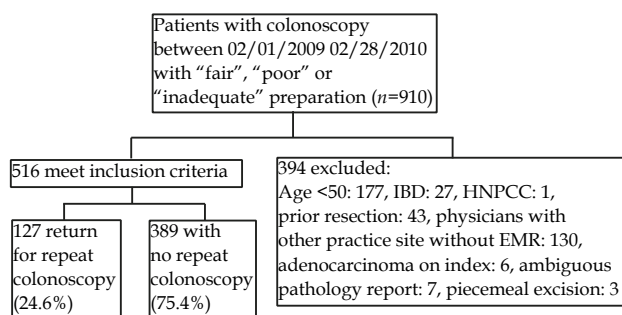 Patients with colonoscopy
between 02/01/2009 02/28/2010
with “fair”, “poor” or
“inadequate” preparation (n=910)
516 meet inclusion criteria
127 return
for repeat
colonoscopy
(24.6%)
389 with
no repeat
colonoscopy
(75.4%)
394 excluded:
Age <50: 177, IBD: 27, HNPCC: 1,
prior resection: 43, physicians with
other practice site without EMR: 130,
adenocarcinoma on index: 6, ambiguous
pathology report: 7, piecemeal excision: 3